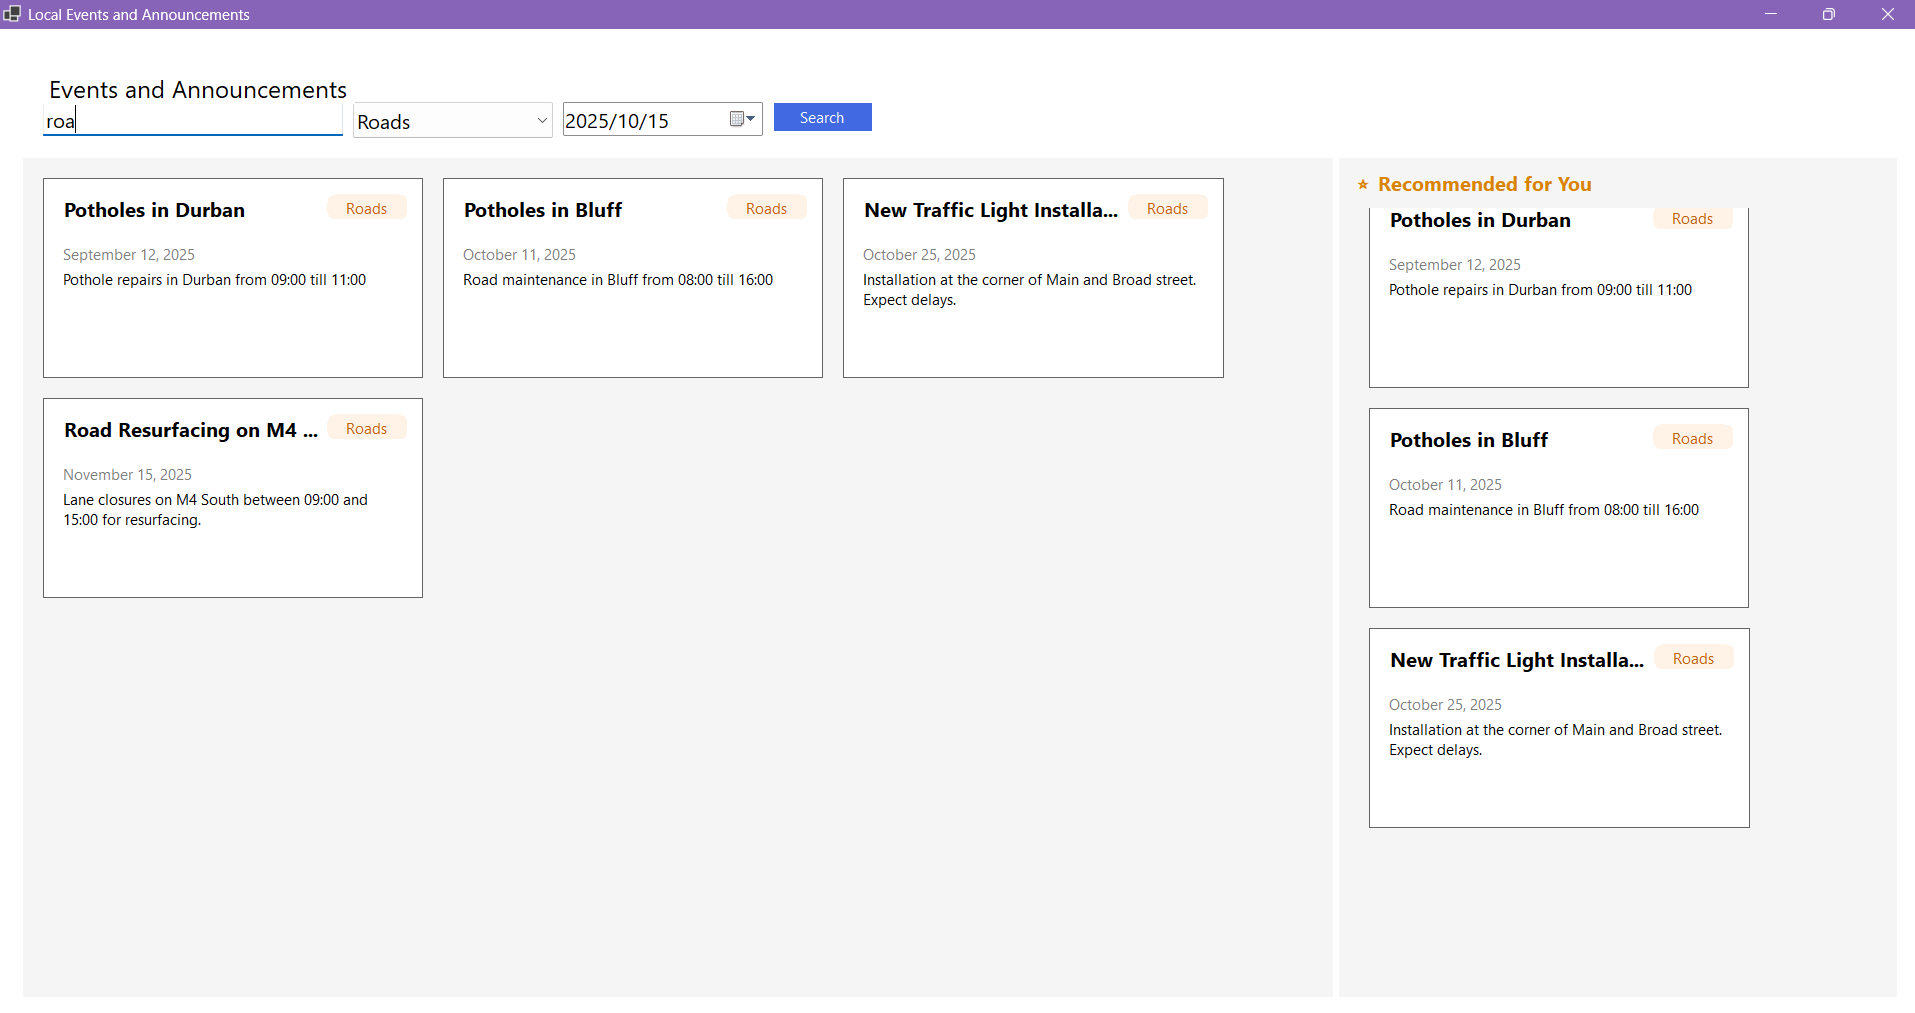 Local Events and Announcements
Events and Announcements
roa
Roads
2025/10/15
Search
Potholes in Durban
Roads
September 12, 2025
Pothole repairs in Durban from 09:00 till 11:00
Potholes in Bluff
Roads
October 11, 2025
Road maintenance in Bluff from 08:00 till 16:00
New Traffic Light Installa...
Roads
October 25, 2025
Installation at the corner of Main and Broad street.
Expect delays.
Road Resurfacing on M4 ...
Roads
November 15, 2025
Lane closures on M4 South between 09:00 and
15:00 for resurfacing.
Recommended for You
Potholes in Durban
Roads
September 12, 2025
Pothole repairs in Durban from 09:00 till 11:00
Potholes in Bluff
Roads
October 11, 2025
Road maintenance in Bluff from 08:00 till 16:00
New Traffic Light Installa...
Roads
October 25, 2025
Installation at the corner of Main and Broad street.
Expect delays.